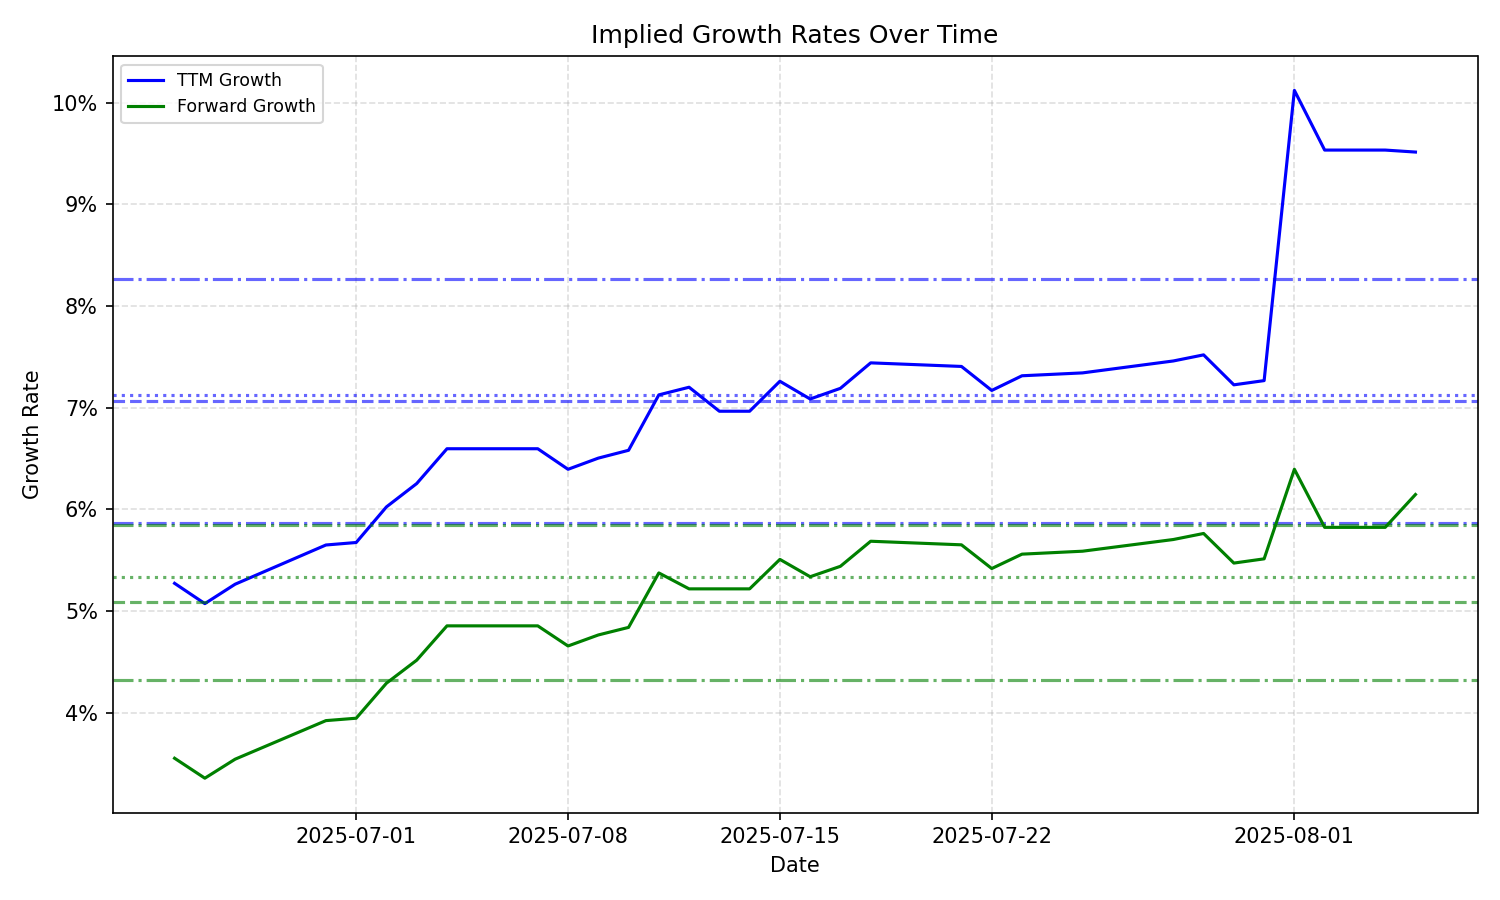 Implied Growth Rates Over Time
TTM Growth
Forward Growth
10%
9%
8%
7%
6%
5%
4%
Growth Rate
2025-07-01
2025-07-08
2025-07-15
2025-07-22
2025-08-01
Date